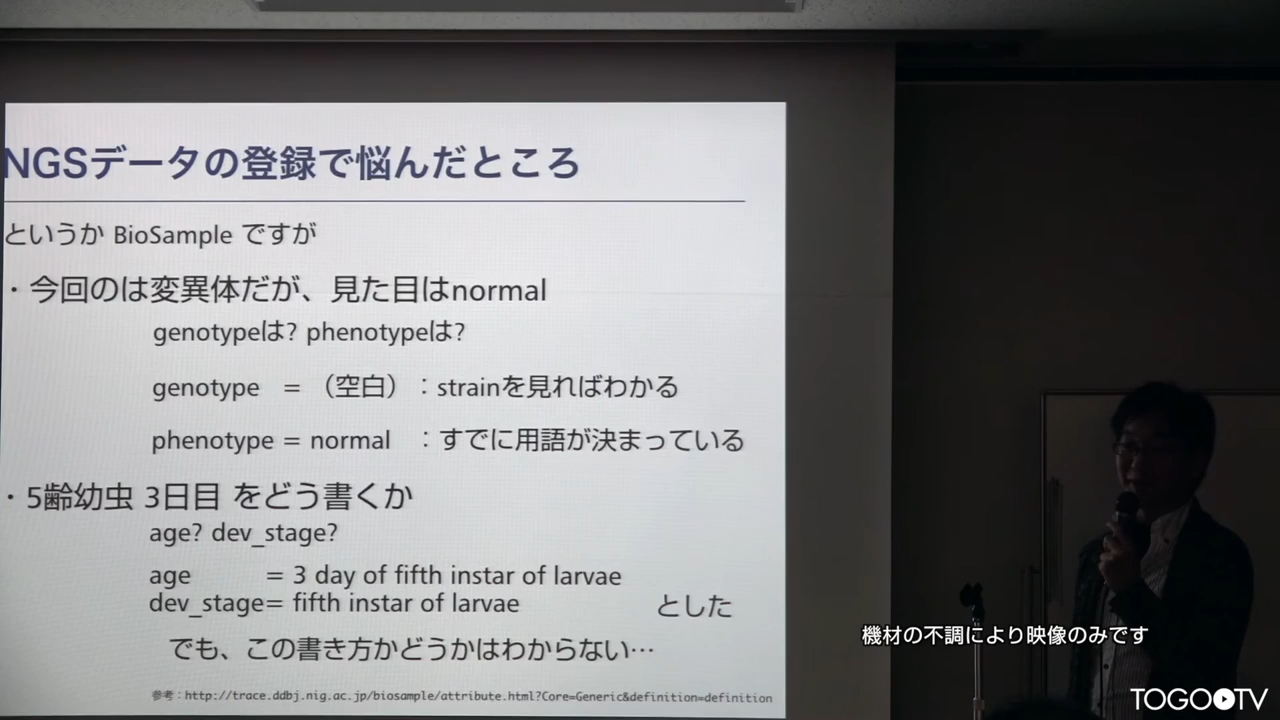 NGSデータの登録で悩んだところ
というか BioSample ですが
・今回のは変異体だが、見た目はnormal
genotypeは? phenotypeは?
genotype = （空白）：strainを見ればわかる
phenotype = normal ：すでに用語が決まっている
・5齢幼虫 3日目 をどう書くか
age? dev_stage?
age = 3 day of fifth instar of larvae
dev_stage= fifth instar of larvae とした
でも、この書き方かどうかはわからない…
参考：http://trace.ddbj.nig.ac.jp/biosample/attribute.html?Core=Generic&definition=definition
機材の不調により映像のみです
TOGOTV